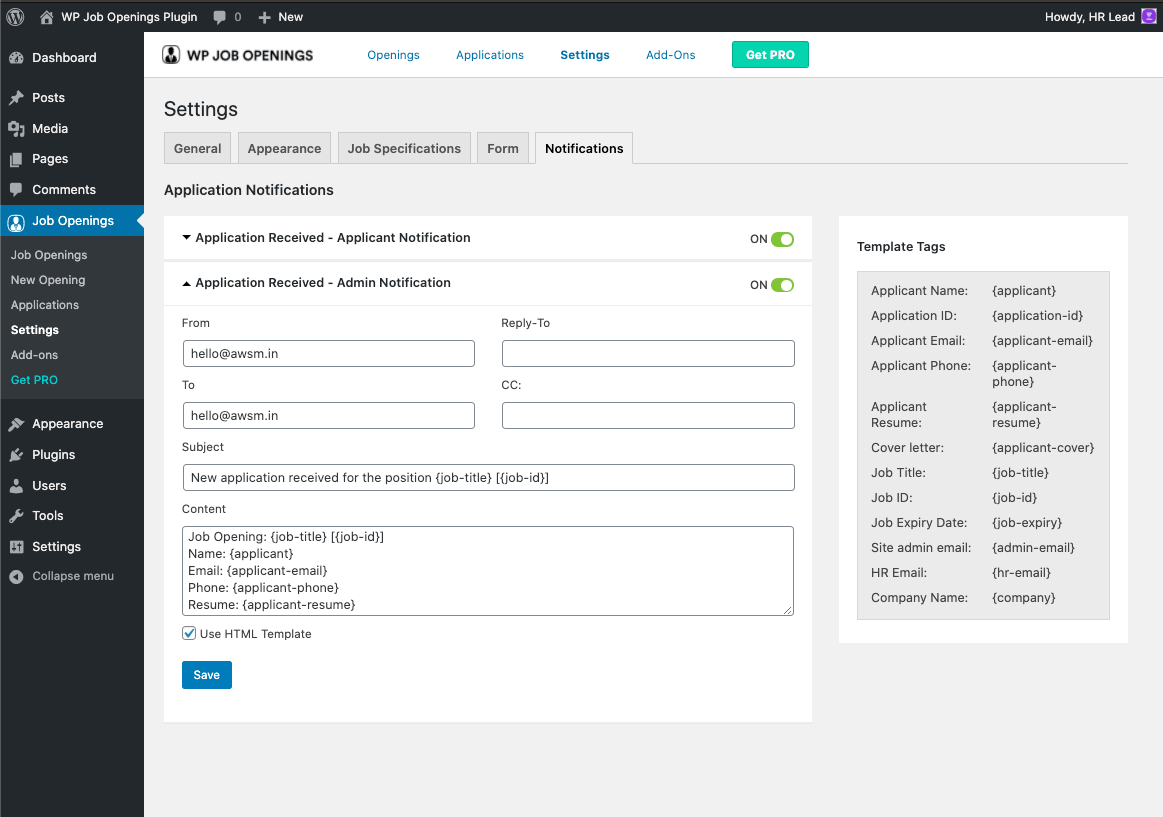 WP Job Openings Plugin 0 New Howdy, HR Lead
Dashboard
Posts
Media
Pages
Comments
Job Openings
Job Openings
New Opening
Applications
Settings
Add-ons
Get PRO
Appearance
Plugins
Users
Tools
Settings
Collapse menu
WP JOB OPENINGS Openings Applications Settings Add-Ons Get PRO
Settings
General Appearance Job Specifications Form Notifications
Application Notifications
Application Received - Applicant Notification ON
Application Received - Admin Notification ON
From Reply-To
hello@awsm.in
To CC:
hello@awsm.in
Subject
New application received for the position {job-title} [{job-id}]
Content
Job Opening: {job-title} [{job-id}]
Name: {applicant}
Email: {applicant-email}
Phone: {applicant-phone}
Resume: {applicant-resume}
Use HTML Template
Save
Template Tags
Applicant Name: {applicant}
Application ID: {application-id}
Applicant Email: {applicant-email}
Applicant Phone: {applicant-
phone}
Applicant {applicant-
Resume: resume}
Cover letter: {applicant-cover}
Job Title: {job-title}
Job ID: {job-id}
Job Expiry Date: {job-expiry}
Site admin email: {admin-email}
HR Email: {hr-email}
Company Name: {company}